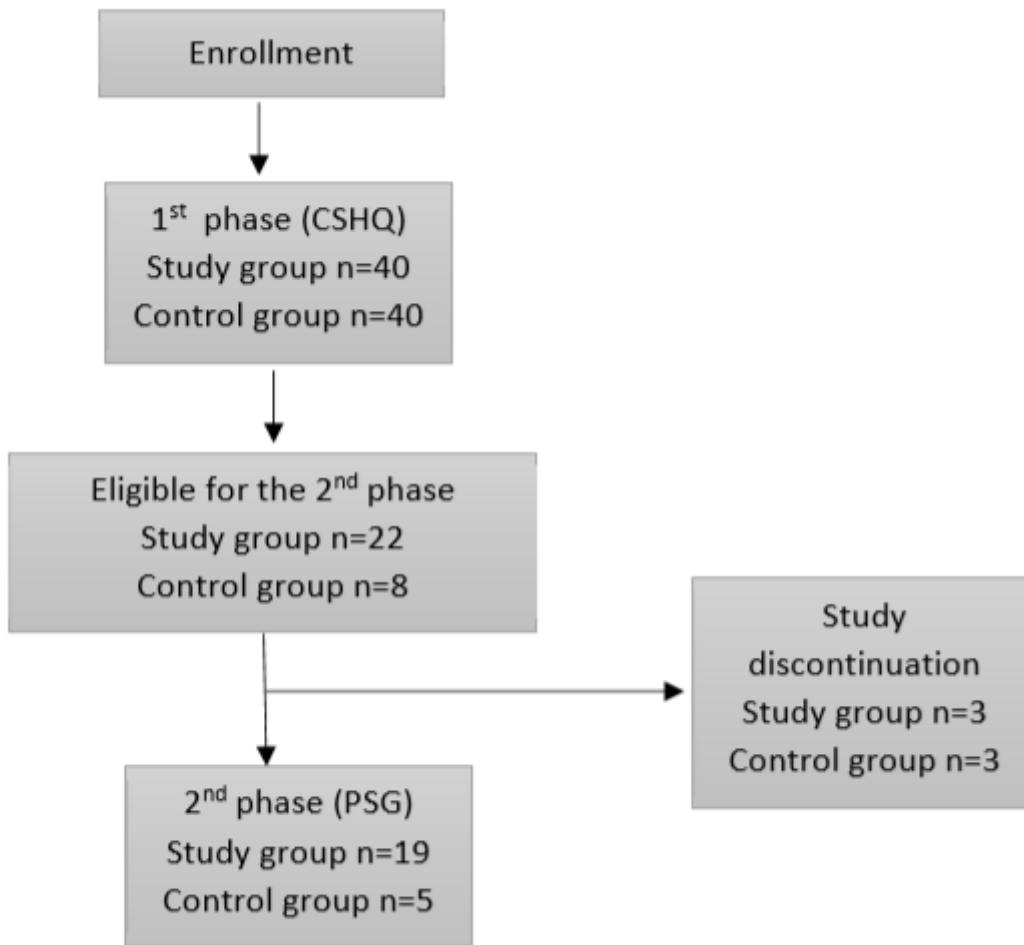 Enrollment
1st phase (CSHQ)
Study group n=40
Control group n=40
Eligible for the 2nd phase
Study group n=22
Control group n=8
Study
discontinuation
Study group n=3
Control group n=3
2nd phase (PSG)
Study group n=19
Control group n=5